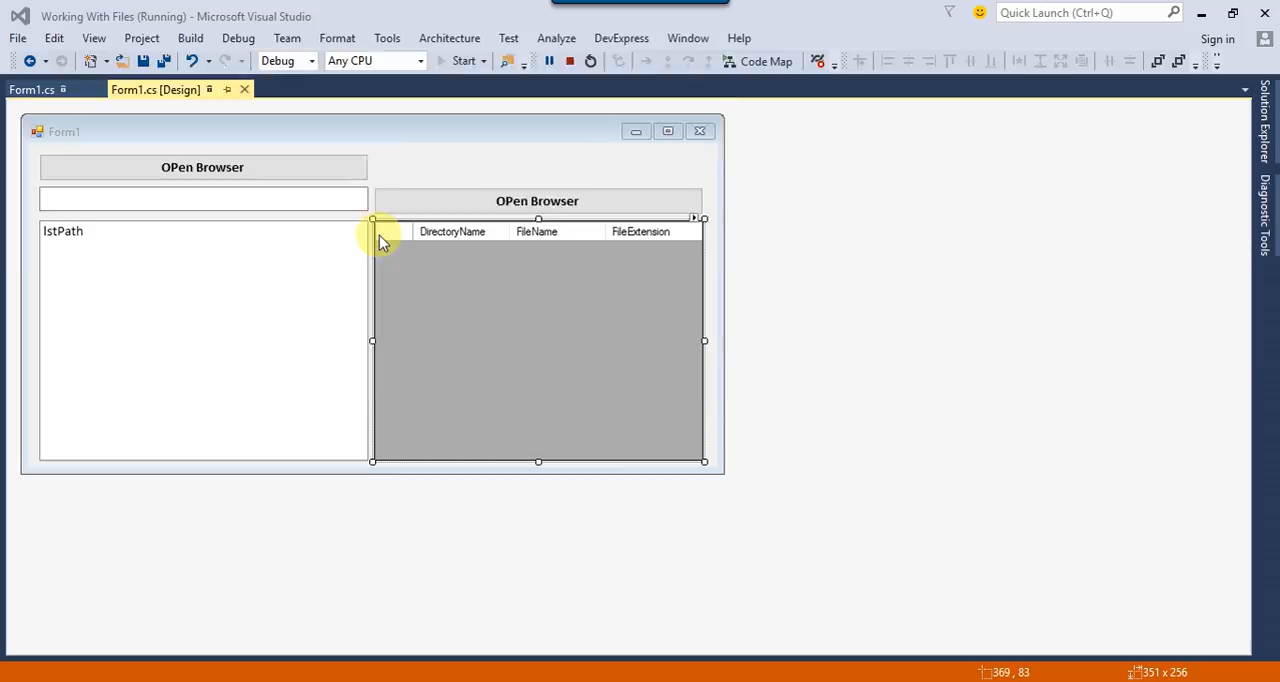 Working With Files (Running) - Microsoft Visual Studio
Quick Launch (Ctrl+Q)
File Edit View Project Build Debug Team Format Tools Architecture Test Analyze DevExpress Window Help
Sign in
Debug Any CPU Start Code Map
Form1.cs Form1.cs [Design]
Solution Explorer
Diagnostic Tools
Form1
OPen Browser
OPen Browser
lstPath
DirectoryName FileName FileExtension
369 , 83 351 x 256